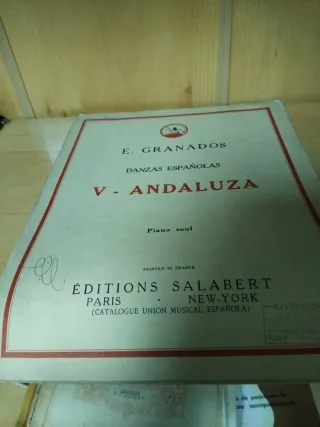 E. GRANADOS
DANZAS ESPAÑOLAS
V - ANDALUZA
Piano seul
PRINTED IN FRANCE
ÉDITIONS SALABERT
PARIS - NEW-YORK
(CATALOGUE UNION MUSICAL ESPAÑOLA)